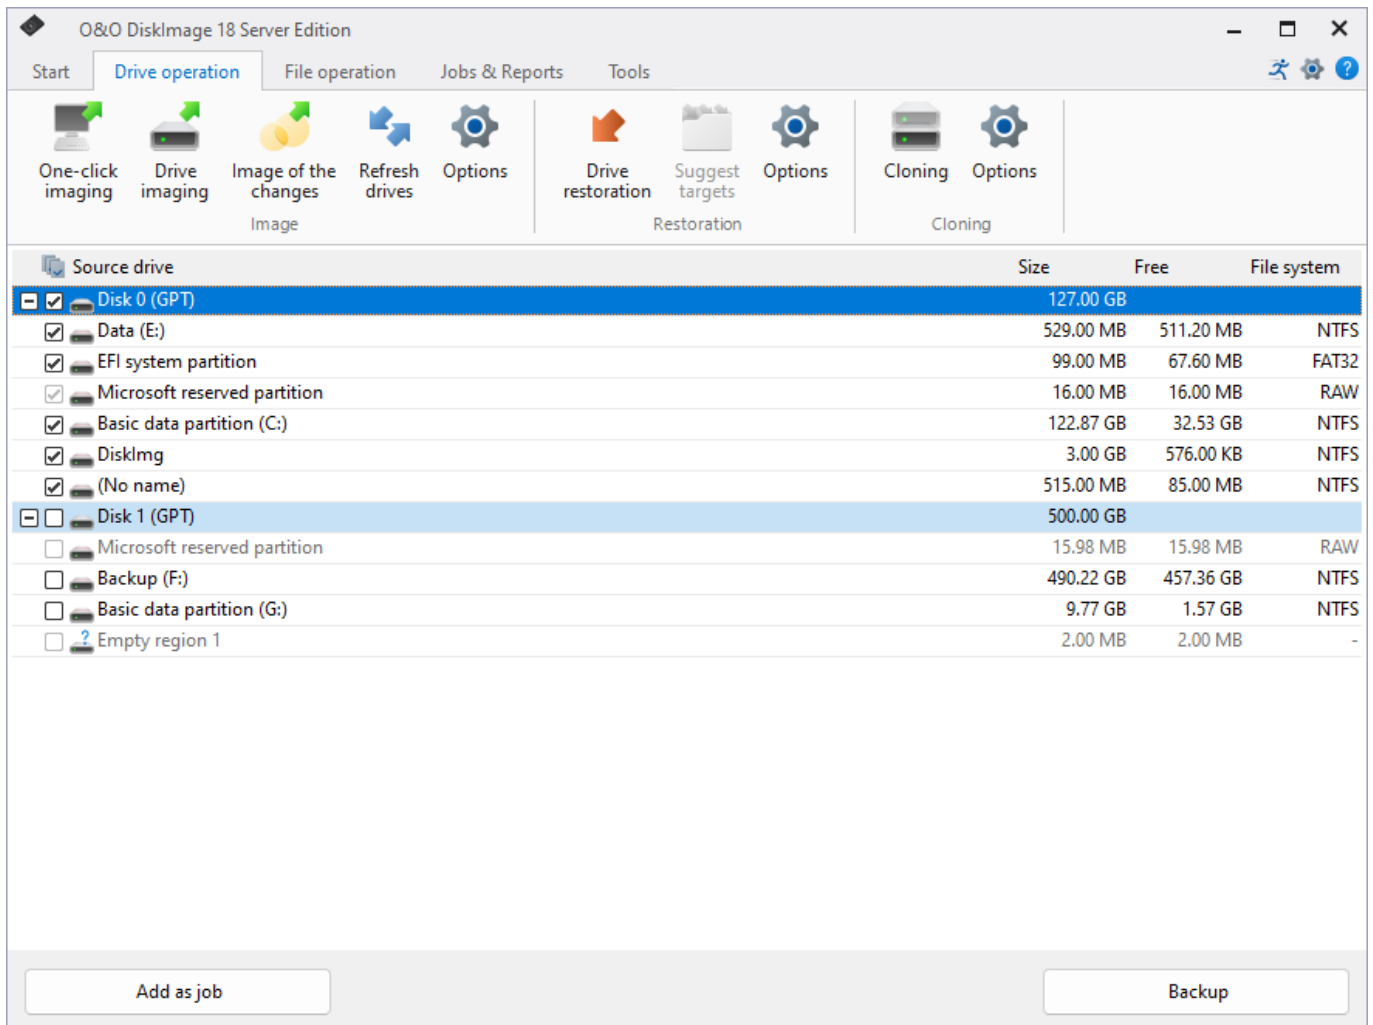 O&O DiskImage 18 Server Edition
Start Drive operation File operation Jobs & Reports Tools
One-click imaging
Drive imaging
Image of the changes
Refresh drives
Options
Image
Drive restoration
Suggest targets
Options
Restoration
Cloning
Options
Cloning
Source drive Size Free File system
Disk 0 (GPT) 127.00 GB
Data (E:) 529.00 MB 511.20 MB NTFS
EFI system partition 99.00 MB 67.60 MB FAT32
Microsoft reserved partition 16.00 MB 16.00 MB RAW
Basic data partition (C:) 122.87 GB 32.53 GB NTFS
DiskImg 3.00 GB 576.00 KB NTFS
(No name) 515.00 MB 85.00 MB NTFS
Disk 1 (GPT) 500.00 GB
Microsoft reserved partition 15.98 MB 15.98 MB RAW
Backup (F:) 490.22 GB 457.36 GB NTFS
Basic data partition (G:) 9.77 GB 1.57 GB NTFS
Empty region 1 2.00 MB 2.00 MB -
Add as job Backup